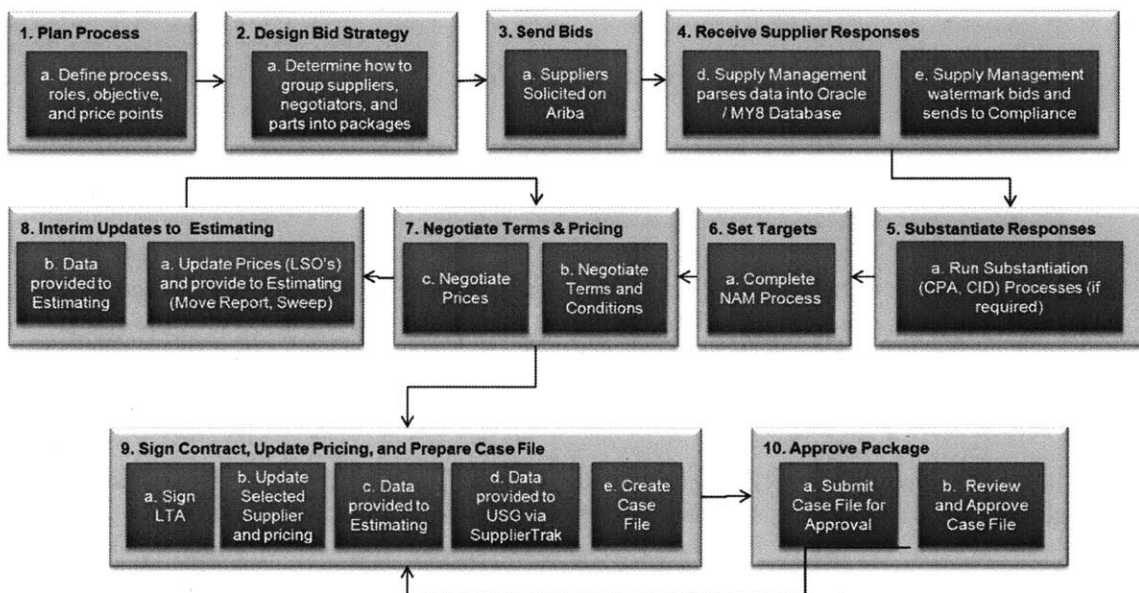 1. Plan Process
a. Define process,
roles, objective,
and price points
2. Design Bid Strategy
a. Determine how to
group suppliers,
negotiators, and
parts into packages
3. Send Bids
a. Suppliers
Solicited on
Ariba
4. Receive Supplier Responses
d. Supply Management
parses data into Oracle
/ MY8 Database
e. Supply Management
watermark bids and
sends to Compliance
8. Interim Updates to Estimating
b. Data
provided to
Estimating
a. Update Prices (LSO's)
and provide to Estimating
(Move Report, Sweep)
7. Negotiate Terms & Pricing
c. Negotiate
Prices
b. Negotiate
Terms and
Conditions
6. Set Targets
a. Complete
NAM Process
5. Substantiate Responses
a. Run Substantiation
(CPA, CID) Processes (if
required)
9. Sign Contract, Update Pricing, and Prepare Case File
a. Sign
LTA
b. Update
Selected
Supplier
and pricing
c. Data
provided to
Estimating
d. Data
provided to
USG via
SupplierTrak
e. Create
Case
File
10. Approve Package
a. Submit
Case File for
Approval
b. Review
and Approve
Case File